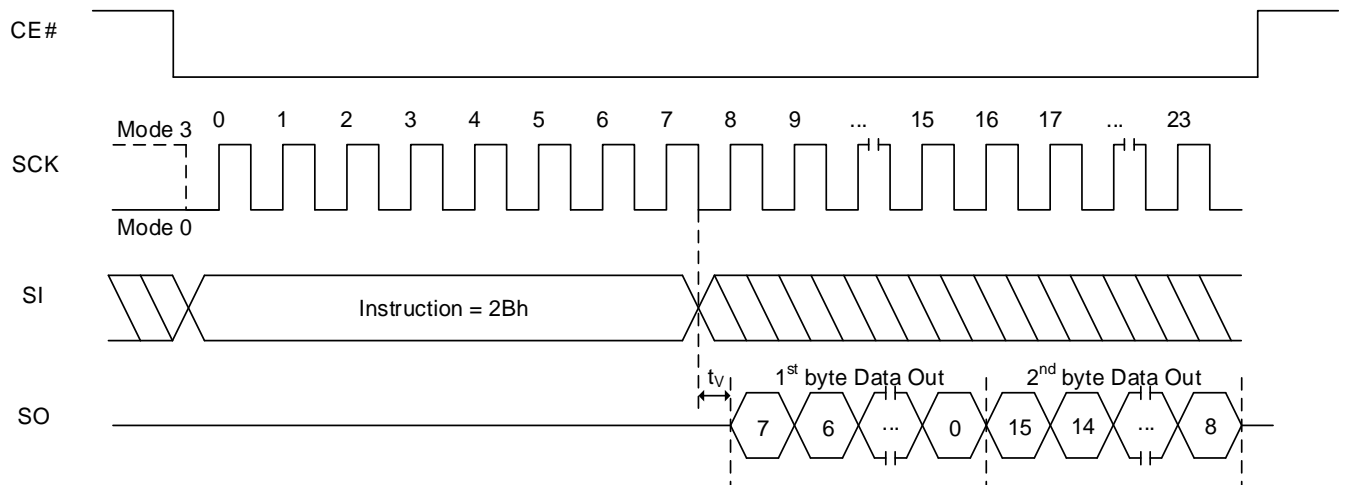 CE#
0 1 2 3 4 5 6 7 8 9 ... 15 16 17 ... 23
Mode 3
SCK
Mode 0
SI
Instruction = 2Bh
tV 1st byte Data Out 2nd byte Data Out
SO
7 6 ... 0 15 14 ... 8